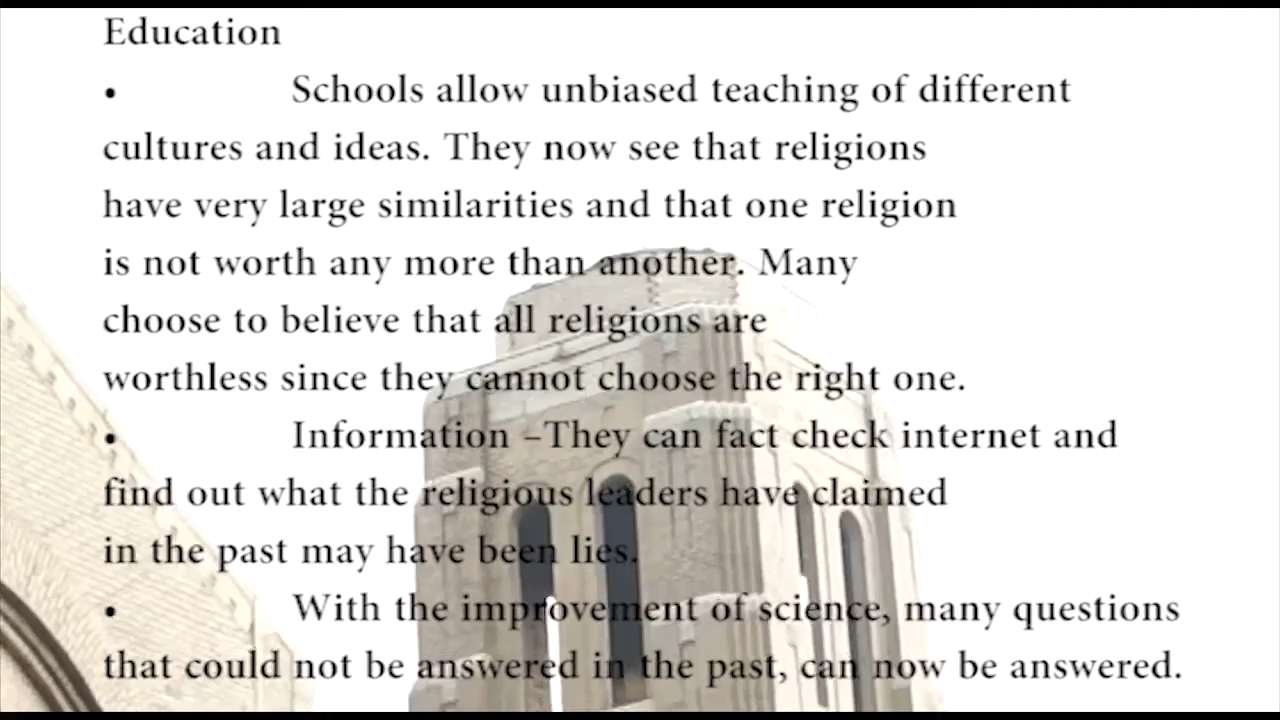 Education
• Schools allow unbiased teaching of different
cultures and ideas. They now see that religions
have very large similarities and that one religion
is not worth any more than another. Many
choose to believe that all religions are
worthless since they cannot choose the right one.
• Information –They can fact check internet and
find out what the religious leaders have claimed
in the past may have been lies.
• With the improvement of science, many questions
that could not be answered in the past, can now be answered.